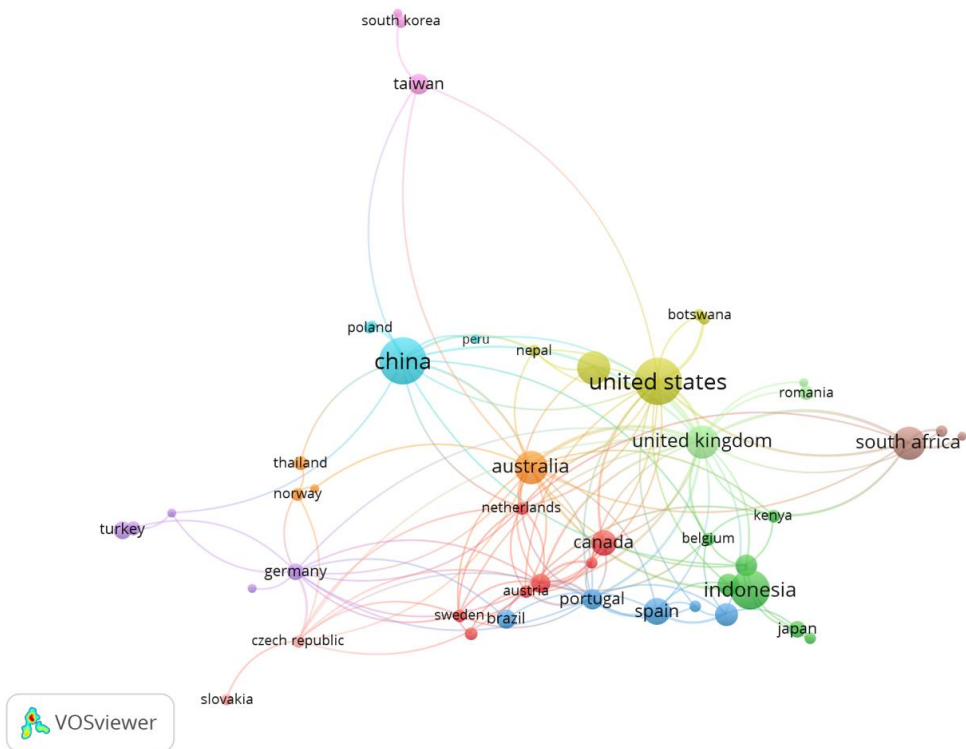 south korea
taiwan
botswana
poland
peru
nepal
china
united states
romania
united kingdom
south africa
thailand
australia
norway
netherlands
kenya
turkey
canada
belgium
germany
austria
indonesia
portugal
sweden
brazil
spain
japan
czech republic
slovakia
VOSviewer